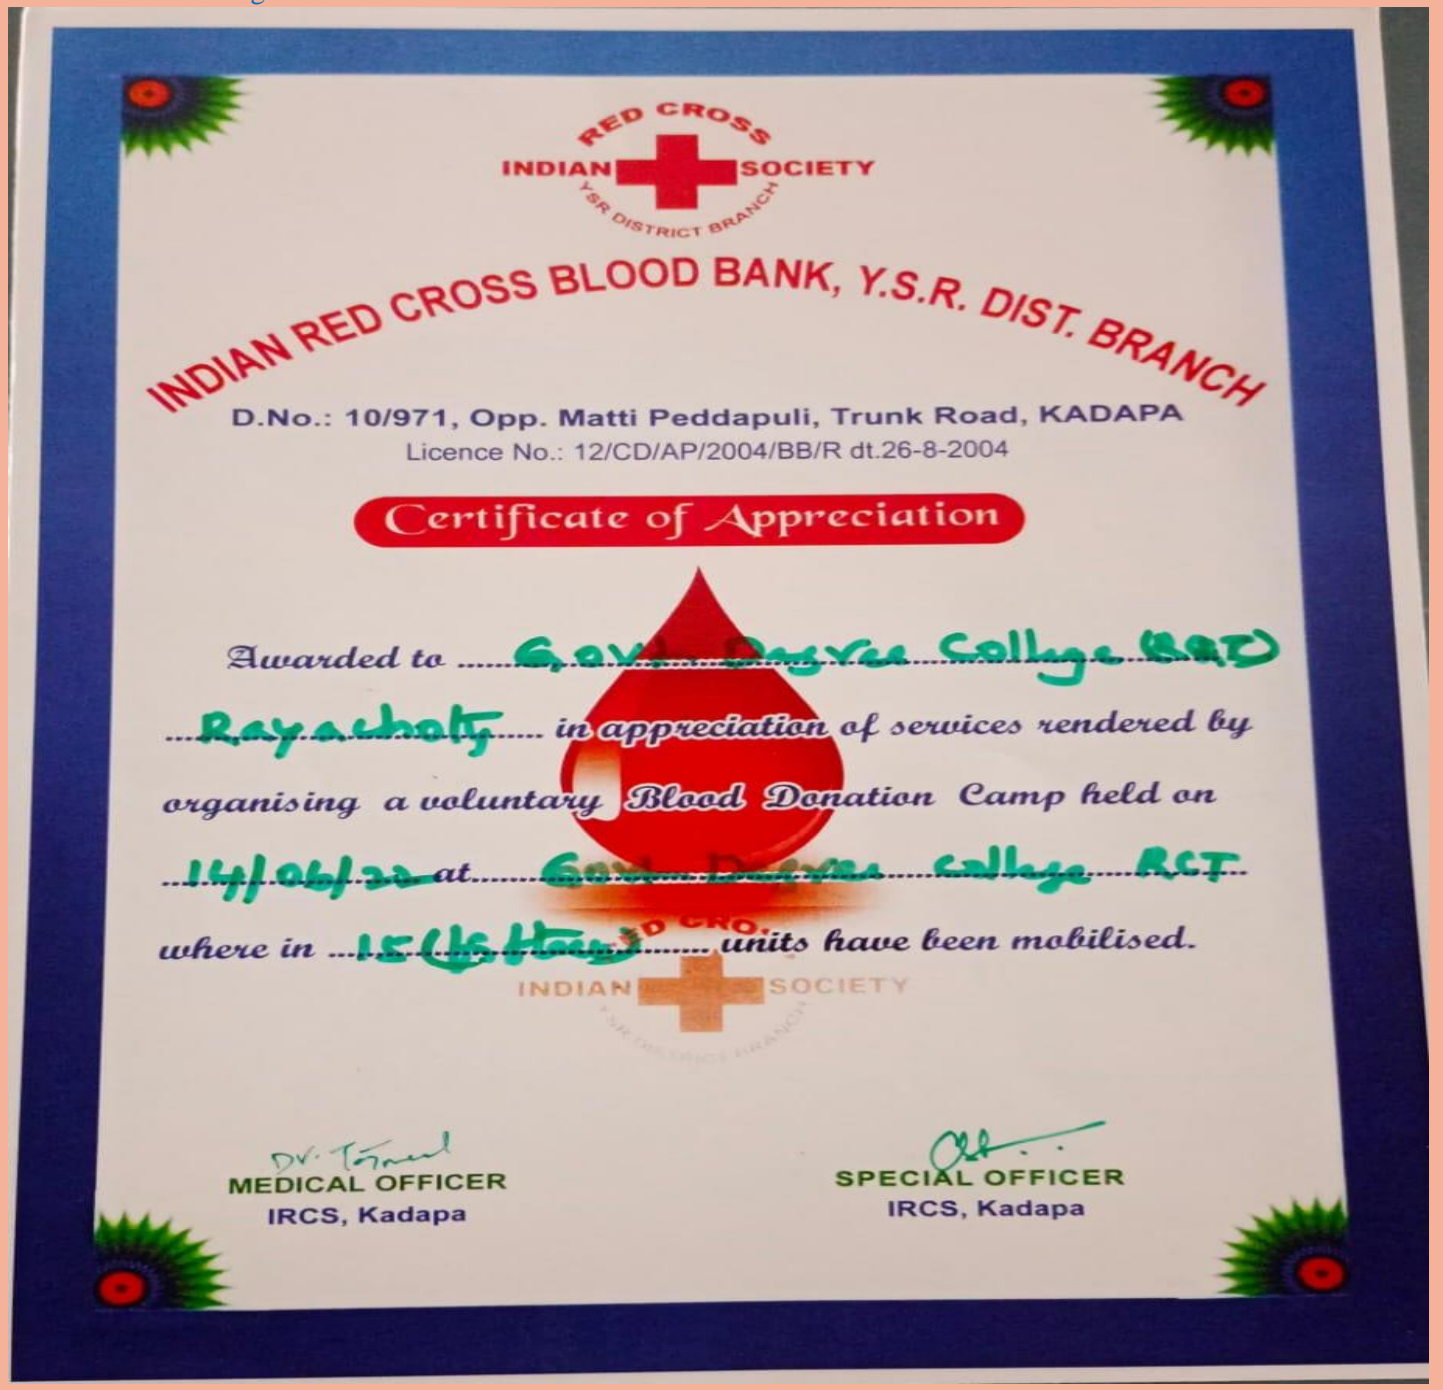 RED CROSS
INDIAN SOCIETY
YSR DISTRICT BRANCH
INDIAN RED CROSS BLOOD BANK, Y.S.R. DIST. BRANCH
D.No.: 10/971, Opp. Matti Peddapuli, Trunk Road, KADAPA
Licence No.: 12/CD/AP/2004/BB/R dt.26-8-2004
Certificate of Appreciation
Awarded to Govt. Degree College
Rayachoty in appreciation of services rendered by
organising a voluntary Blood Donation Camp held on
14/06/22 at Govt. Degree College RCT
where in 15 units have been mobilised.
INDIAN SOCIETY
YSR DISTRICT BRANCH
Dr.
MEDICAL OFFICER
IRCS, Kadapa
SPECIAL OFFICER
IRCS, Kadapa